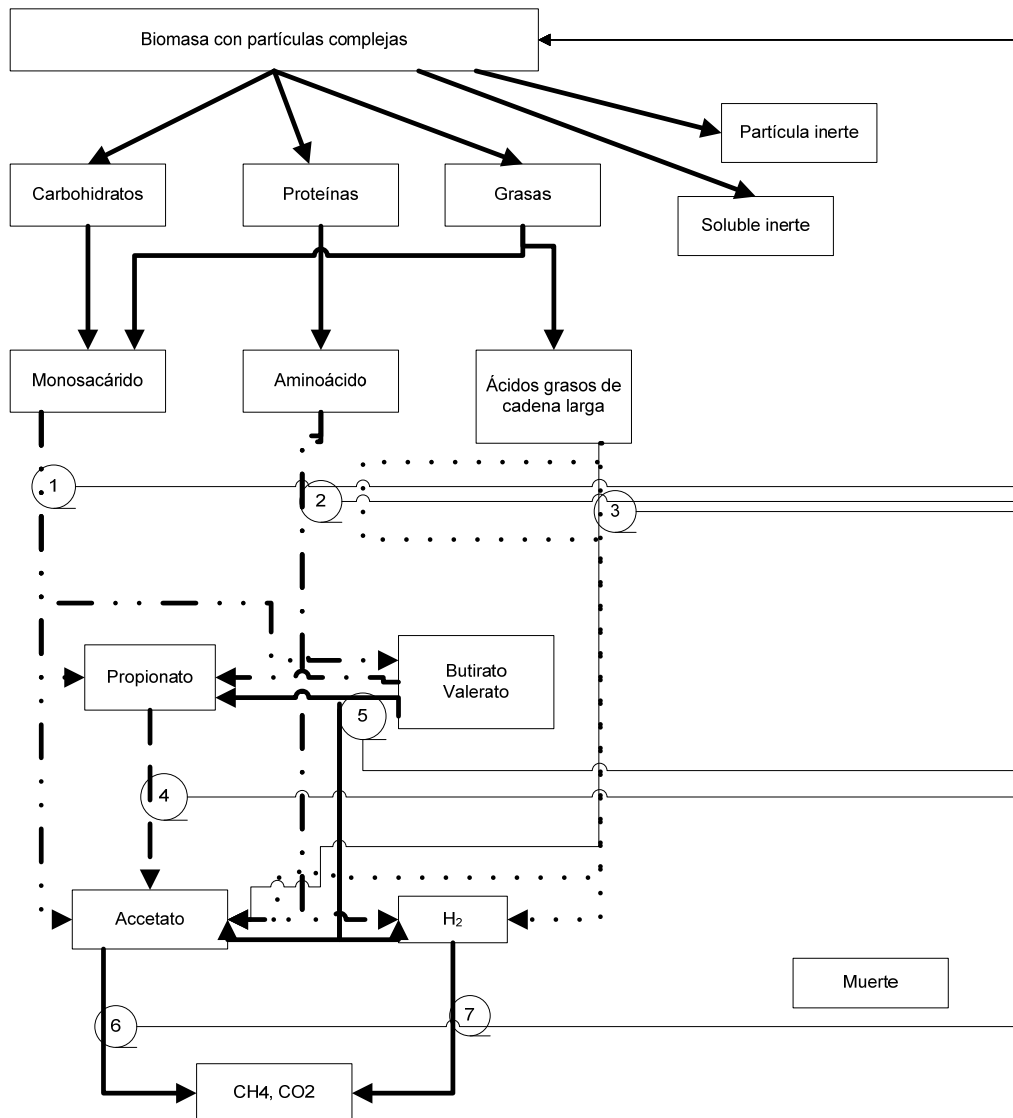 Biomasa con partículas complejas
Partícula inerte
Carbohidratos
Proteínas
Grasas
Soluble inerte
Monosacárido
Aminoácido
Ácidos grasos de
cadena larga
1
2
3
Propionato
Butirato
Valerato
5
4
Accetato
H₂
Muerte
6
7
CH4, CO2